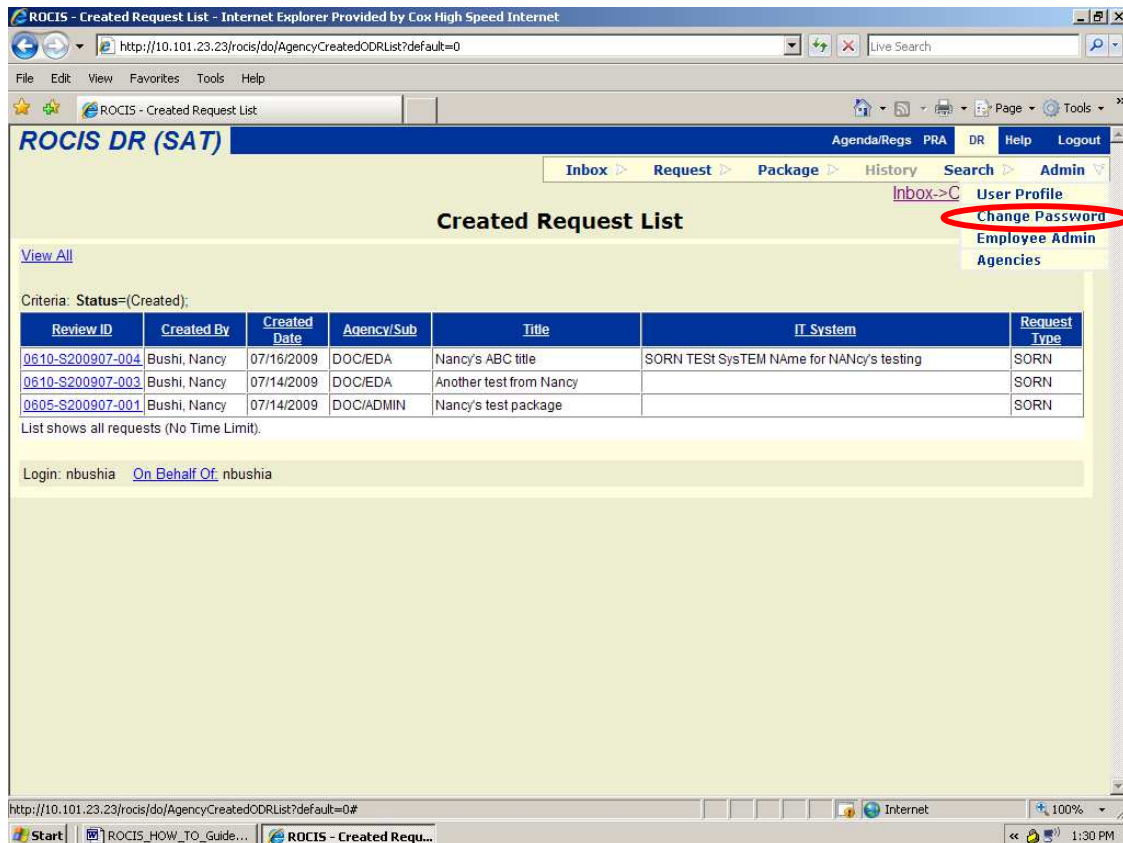 ROCIS - Created Request List - Internet Explorer Provided by Cox High Speed Internet
http://10.101.23.23/rocis/do/AgencyCreatedODRList?default=0
Live Search
File Edit View Favorites Tools Help
ROCIS - Created Request List
Page Tools
ROCIS DR (SAT)
Agenda/Regs PRA DR Help Logout
Inbox Request Package History Search Admin
Inbox->C
User Profile
Change Password
Employee Admin
Agencies
Created Request List
View All
Criteria: Status=(Created);
Review ID Created By Created Date Agency/Sub Title IT System Request Type
0610-S200907-004 Bushi, Nancy 07/16/2009 DOC/EDA Nancy's ABC title SORN TESt SysTEM NAme for NANcy's testing SORN
0610-S200907-003 Bushi, Nancy 07/14/2009 DOC/EDA Another test from Nancy SORN
0605-S200907-001 Bushi, Nancy 07/14/2009 DOC/ADMIN Nancy's test package SORN
List shows all requests (No Time Limit).
Login: nbushia On Behalf Of: nbushia
http://10.101.23.23/rocis/do/AgencyCreatedODRList?default=0#
Internet
100%
Start
ROCIS_HOW_TO_Guide...
ROCIS - Created Requ...
1:30 PM